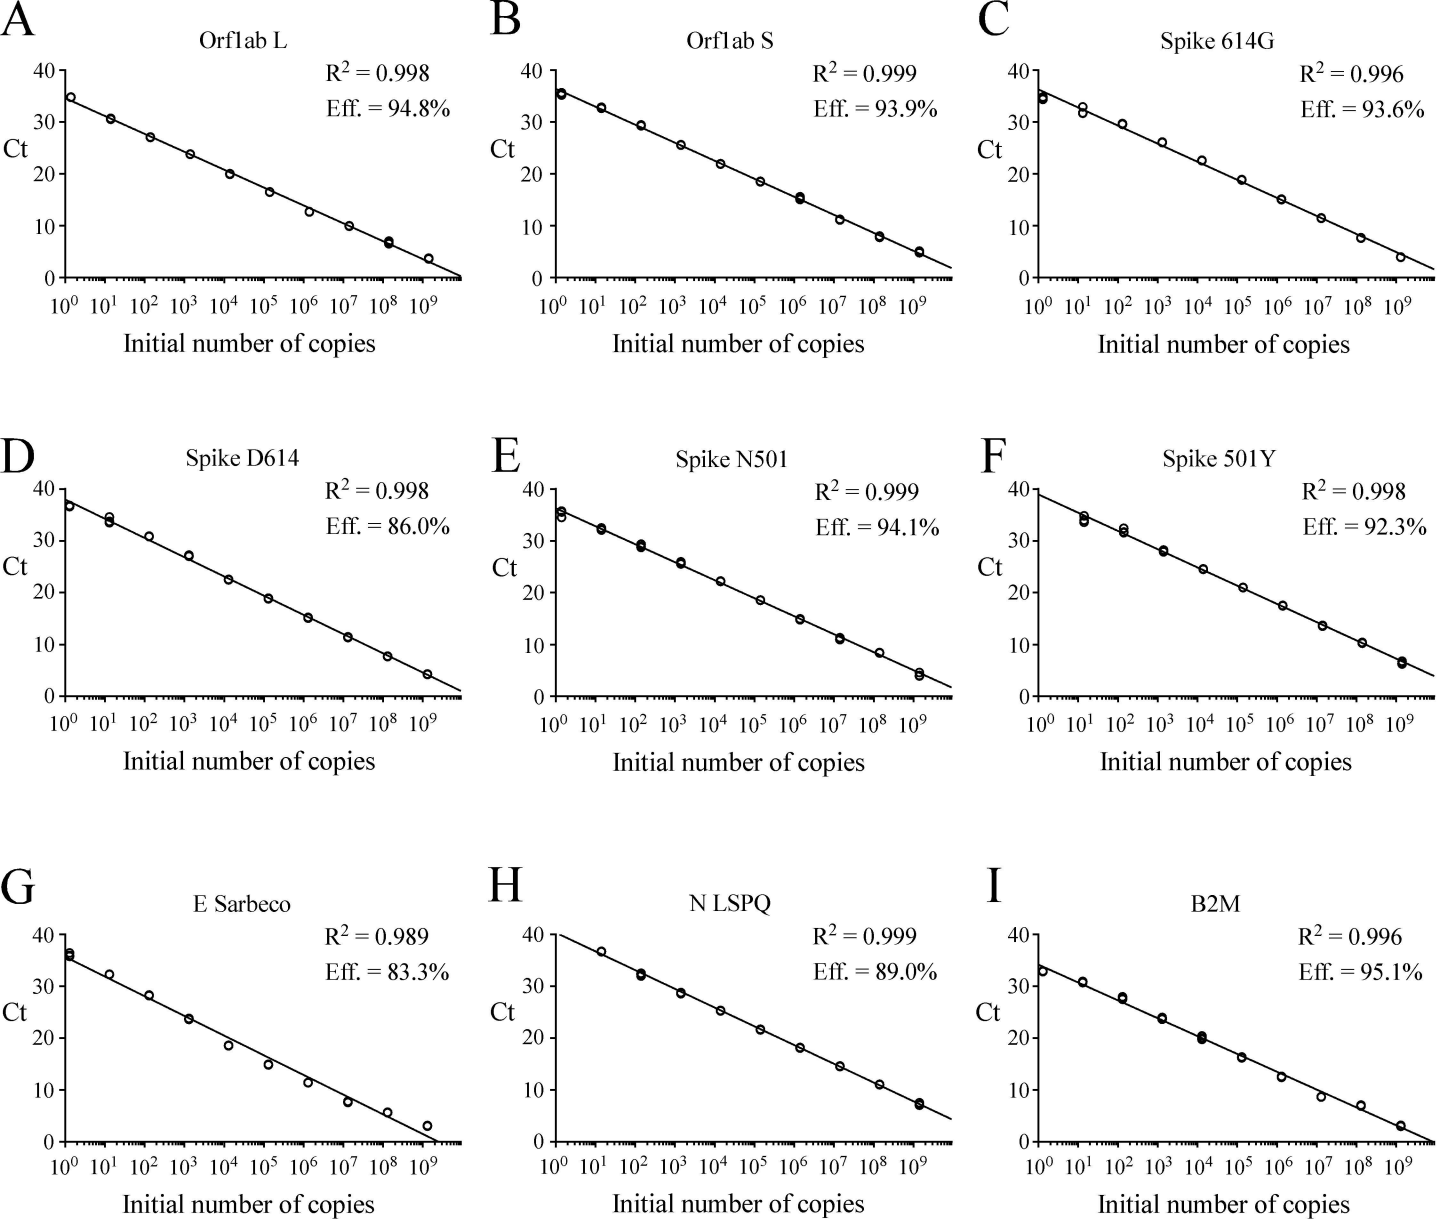 A
Orf1ab L
R² = 0.998
Eff. = 94.8%
40
30
Ct
20
10
0
10⁰ 10¹ 10² 10³ 10⁴ 10⁵ 10⁶ 10⁷ 10⁸ 10⁹
Initial number of copies
B
Orf1ab S
R² = 0.999
Eff. = 93.9%
40
30
Ct
20
10
0
10⁰ 10¹ 10² 10³ 10⁴ 10⁵ 10⁶ 10⁷ 10⁸ 10⁹
Initial number of copies
C
Spike 614G
R² = 0.996
Eff. = 93.6%
40
30
Ct
20
10
0
10⁰ 10¹ 10² 10³ 10⁴ 10⁵ 10⁶ 10⁷ 10⁸ 10⁹
Initial number of copies
D
Spike D614
R² = 0.998
Eff. = 86.0%
40
30
Ct
20
10
0
10⁰ 10¹ 10² 10³ 10⁴ 10⁵ 10⁶ 10⁷ 10⁸ 10⁹
Initial number of copies
E
Spike N501
R² = 0.999
Eff. = 94.1%
40
30
Ct
20
10
0
10⁰ 10¹ 10² 10³ 10⁴ 10⁵ 10⁶ 10⁷ 10⁸ 10⁹
Initial number of copies
F
Spike 501Y
R² = 0.998
Eff. = 92.3%
40
30
Ct
20
10
0
10⁰ 10¹ 10² 10³ 10⁴ 10⁵ 10⁶ 10⁷ 10⁸ 10⁹
Initial number of copies
G
E Sarbeco
R² = 0.989
Eff. = 83.3%
40
30
Ct
20
10
0
10⁰ 10¹ 10² 10³ 10⁴ 10⁵ 10⁶ 10⁷ 10⁸ 10⁹
Initial number of copies
H
N LSPQ
R² = 0.999
Eff. = 89.0%
40
30
Ct
20
10
0
10⁰ 10¹ 10² 10³ 10⁴ 10⁵ 10⁶ 10⁷ 10⁸ 10⁹
Initial number of copies
I
B2M
R² = 0.996
Eff. = 95.1%
40
30
Ct
20
10
0
10⁰ 10¹ 10² 10³ 10⁴ 10⁵ 10⁶ 10⁷ 10⁸ 10⁹
Initial number of copies